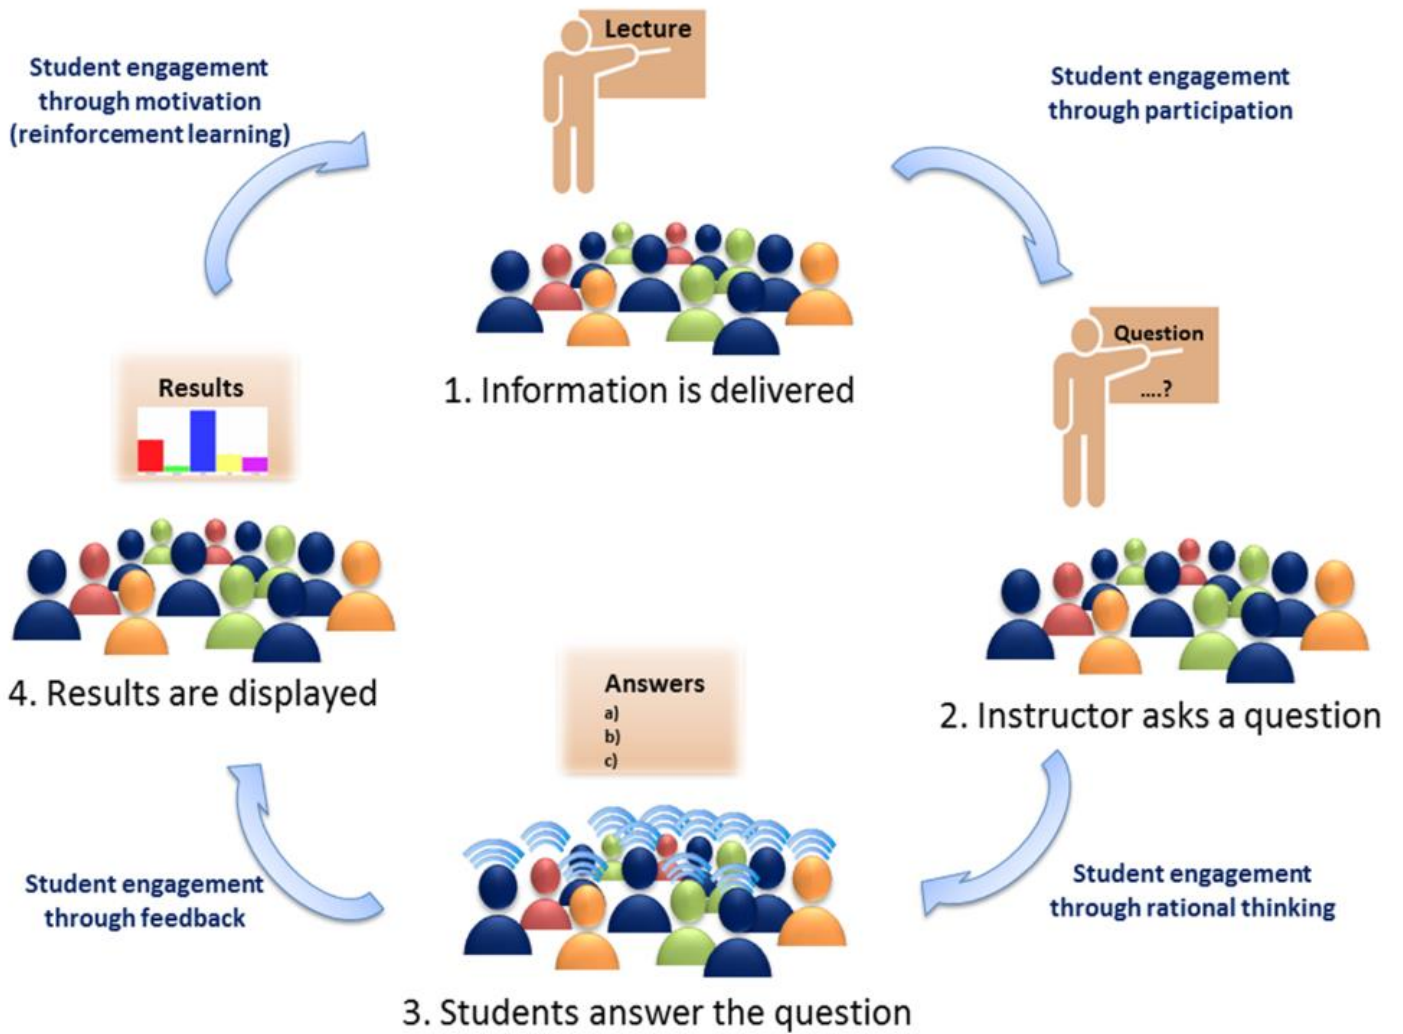 Lecture
Student engagement
through motivation
(reinforcement learning)
Student engagement
through participation
1. Information is delivered
Question
....?
2. Instructor asks a question
Student engagement
through rational thinking
Answers
a)
b)
c)
3. Students answer the question
Student engagement
through feedback
Results
4. Results are displayed